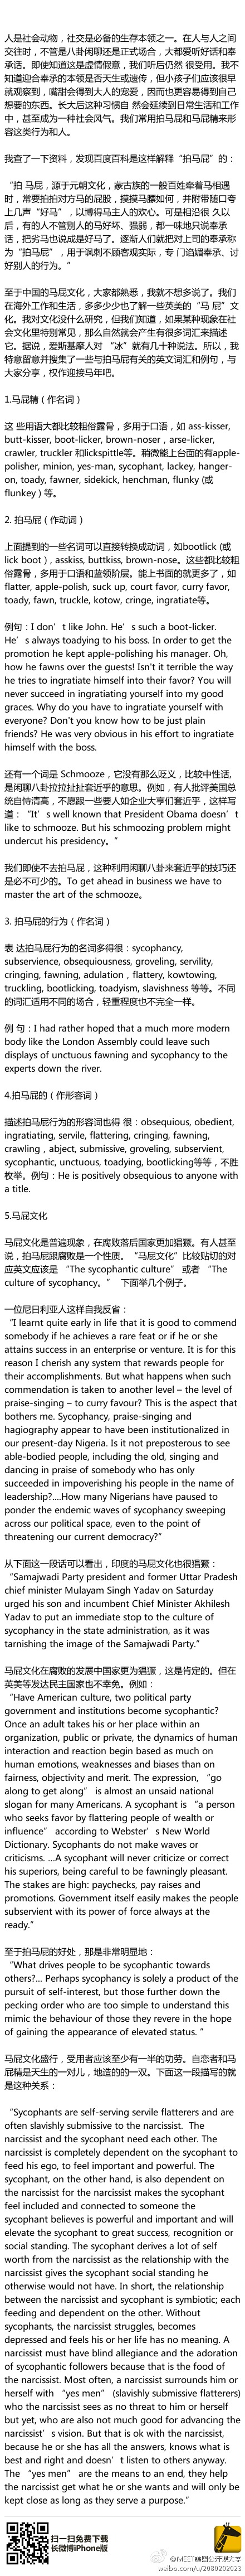 人是社会动物，社交是必备的生存本领之一。在人与人之间
交往时，不管是八卦闲聊还是正式场合，大都爱听好话和奉
承话。即使知道这是虚情假意，我们听后仍然 很受用。我不
知道迎合奉承的本领是否天生或遗传，但小孩子们应该很早
就观察到，嘴甜会得到大人的宠爱，因而也更容易得到自己
想要的东西。长大后这种习惯自 然会延续到日常生活和工作
中，甚至成为一种社会风气。我们常用拍马屁和马屁精来形
容这类行为和人。
我查了一下资料，发现百度百科是这样解释“拍马屁”的：
“拍 马屁，源于元朝文化，蒙古族的一般百姓牵着马相遇
时，常要拍拍对方马的屁股，摸摸马膘如何，并附带随口夸
上几声“好马”，以博得马主人的欢心。可是相沿很 久以
后，有的人不管别人的马好坏、强弱，都一味地只说奉承
话，把劣马也说成是好马了。逐渐人们就把对上司的奉承称
为“拍马屁”，用于讽刺不顾客观实际，专 门谄媚奉承、讨
好别人的行为。”
至于中国的马屁文化，大家都熟悉，我就不想多说了。我们
在海外工作和生活，多多少少也了解一些英美的“马 屁”文
化。我对文化没什么研究，但我们知道，如果某种现象在社
会文化里特别常见，那么自然就会产生有很多词汇来描述
它。据说，爱斯基摩人对 “冰”就有几十种说法。所以，我
特意留意并搜集了一些与拍马屁有关的英文词汇和例句，与
大家分享，权作迎接马年吧。
1.马屁精（作名词）
这 些用语大都比较粗俗露骨，多用于口语，如 ass-kisser,
butt-kisser, boot-licker, brown-noser，arse-licker,
crawler, truckler 和lickspittle等。稍微能上台面的有apple-
polisher, minion, yes-man, sycophant, lackey, hanger-
on, toady, fawner, sidekick, henchman, flunky (或
flunkey ) 等。
2. 拍马屁（作动词）
上面提到的一些名词可以直接转换成动词，如bootlick (或
lick boot ) , asskiss, buttkiss, brown-nose。这些都比较粗
俗露骨，多用于口语和蓝领阶层。能上书面的就更多了，如
flatter, apple-polish, suck up, court favor, curry favor,
toady, fawn, truckle, kotow, cringe, ingratiate等。
例句：I don’t like John. He’s such a boot-licker.
He’s always toadying to his boss. In order to get the
promotion he kept apple-polishing his manager. Oh,
how he fawns over the guests! Isn't it terrible the way
he tries to ingratiate himself into their favor? You will
never succeed in ingratiating yourself into my good
graces. Why do you have to ingratiate yourself with
everyone? Don't you know how to be just plain
friends? He was very obvious in his effort to ingratiate
himself with the boss.
还有一个词是 Schmooze，它没有那么贬义，比较中性话，
是闲聊八卦拉拉扯扯套近乎的意思。例如，有人批评美国总
统自恃清高，不愿跟一些要人如企业大亨们套近乎，这样写
道：“It’s well known that President Obama doesn’t
like to schmooze. But his schmoozing problem might
undercut his presidency。”
我们即使不去拍马屁，这种利用闲聊八卦来套近乎的技巧还
是必不可少的。To get ahead in business we have to
master the art of the schmooze。
3. 拍马屁的行为（作名词）
表 达拍马屁行为的名词多得很：sycophancy,
subservience, obsequiousness, groveling, servility,
cringing, fawning, adulation , flattery, kowtowing,
truckling, bootlicking, toadyism, slavishness 等等。不同
的词汇适用不同的场合，轻重程度也不完全一样。
例 句：I had rather hoped that a much more modern
body like the London Assembly could leave such
displays of unctuous fawning and sycophancy to the
experts down the river.
4.拍马屁的（作形容词）
描述拍马屁行为的形容词也得 很：obsequious, obedient,
ingratiating, servile, flattering, cringing, fawning,
crawling , abject, submissive, groveling, subservient,
sycophantic, unctuous, toadying, bootlicking等等，不胜
枚举。例句：He is positively obsequious to anyone with
a title.
5.马屁文化
马屁文化是普遍现象，在腐败落后国家更加猖獗。有人甚至
说，拍马屁跟腐败是一个性质。“马屁文化”比较贴切的对
应英文应该是 “The sycophantic culture” 或者 “The
culture of sycophancy。” 下面举几个例子。
一位尼日利亚人这样自我反省：
“I learnt quite early in life that it is good to commend
somebody if he achieves a rare feat or if he or she
attains success in an enterprise or venture. It is for this
reason I cherish any system that rewards people for
their accomplishments. But what happens when such
commendation is taken to another level – the level of
praise-singing – to curry favour? This is the aspect that
bothers me. Sycophancy, praise-singing and
hagiography appear to have been institutionalized in
our present-day Nigeria. Is it not preposterous to see
able-bodied people, including the old, singing and
dancing in praise of somebody who has only
succeeded in impoverishing his people in the name of
leadership?....How many Nigerians have paused to
ponder the endemic waves of sycophancy sweeping
across our political space, even to the point of
threatening our current democracy?”
从下面这一段话可以看出，印度的马屁文化也很猖獗：
“Samajwadi Party president and former Uttar Pradesh
chief minister Mulayam Singh Yadav on Saturday
urged his son and incumbent Chief Minister Akhilesh
Yadav to put an immediate stop to the culture of
sycophancy in the state administration, as it was
tarnishing the image of the Samajwadi Party.”
马屁文化在腐败的发展中国家更为猖獗，这是肯定的。但在
英美等发达民主国家也不幸免。例如：
“Have American culture, two political party
government and institutions become sycophantic?
Once an adult takes his or her place within an
organization, public or private, the dynamics of human
interaction and reaction begin based as much on
human emotions, weaknesses and biases than on
fairness, objectivity and merit. The expression, “go
along to get along” is almost an unsaid national
slogan for many Americans. A sycophant is “a person
who seeks favor by flattering people of wealth or
influence” according to Webster’s New World
Dictionary. Sycophants do not make waves or
criticisms. ...A sycophant will never criticize or correct
his superiors, being careful to be fawningly pleasant.
The stakes are high: paychecks, pay raises and
promotions. Government itself easily makes the people
subservient with its power of force always at the
ready.”
至于拍马屁的好处，那是非常明显地：
“What drives people to be sycophantic towards
others?... Perhaps sycophancy is solely a product of the
pursuit of self-interest, but those further down the
pecking order who are too simple to understand this
mimic the behaviour of those they revere in the hope
of gaining the appearance of elevated status. ”
马屁文化盛行，受用者应该至少有一半的功劳。自恋者和马
屁精是天生的一对儿，地造的的一双。下面这一段描写的就
是这种关系：
“Sycophants are self-serving servile flatterers and are
often slavishly submissive to the narcissist. The
narcissist and the sycophant need each other. The
narcissist is completely dependent on the sycophant to
feed his ego, to feel important and powerful. The
sycophant, on the other hand, is also dependent on
the narcissist for the narcissist makes the sycophant
feel included and connected to someone the
sycophant believes is powerful and important and will
elevate the sycophant to great success, recognition or
social standing. The sycophant derives a lot of self
worth from the narcissist as the relationship with the
narcissist gives the sycophant social standing he
otherwise would not have. In short, the relationship
between the narcissist and sycophant is symbiotic; each
feeding and dependent on the other. Without
sycophants, the narcissist struggles, becomes
depressed and feels his or her life has no meaning. A
narcissist must have blind allegiance and the adoration
of sycophantic followers because that is the food of
the narcissist. Most often, a narcissist surrounds him or
herself with “yes men” (slavishly submissive flatterers)
who the narcissist sees as no threat to him or herself
but yet, who are also not much good for advancing the
narcissist’s vision. But that is ok with the narcissist,
because he or she has all the answers, knows what is
best and right and doesn’t listen to others anyway.
The “yes men” are the means to an end, they help
the narcissist get what he or she wants and will only be
kept close as long as they serve a purpose.”
扫一扫免费下载
长微博iPhone版
@MEET美国公开课大学
weibo.com/u/2080202023